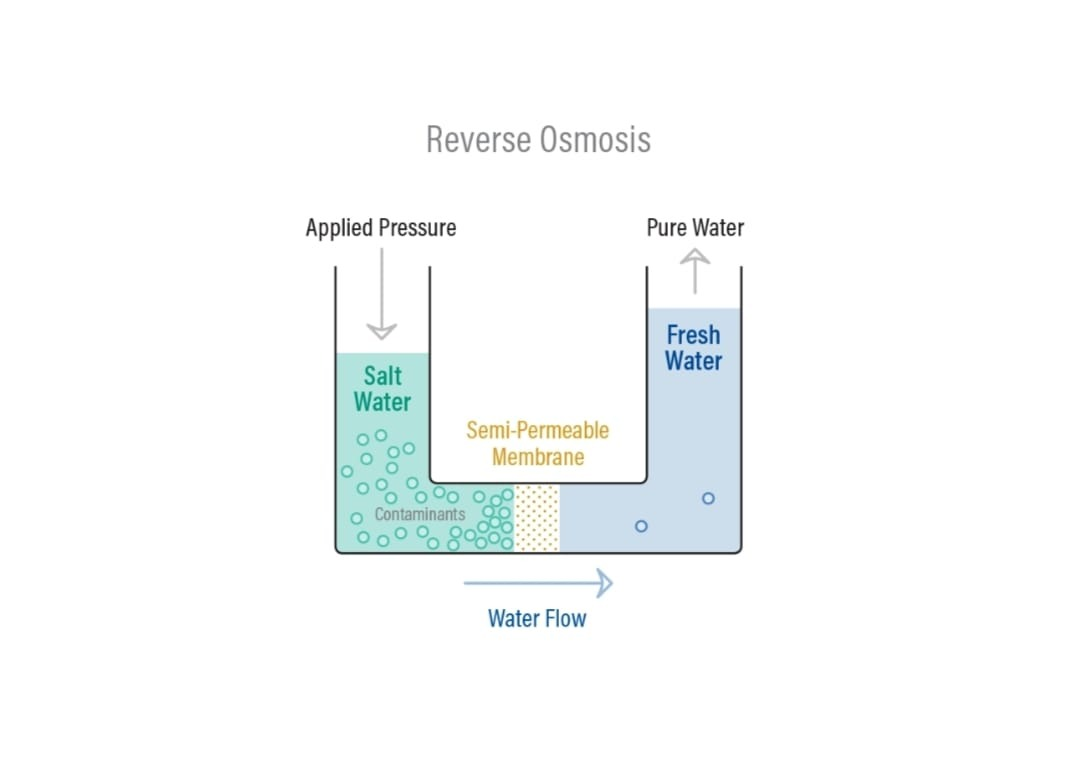 Reverse Osmosis
Applied Pressure
Pure Water
Salt
Water
Fresh
Water
Semi-Permeable
Membrane
Contaminants
Water Flow